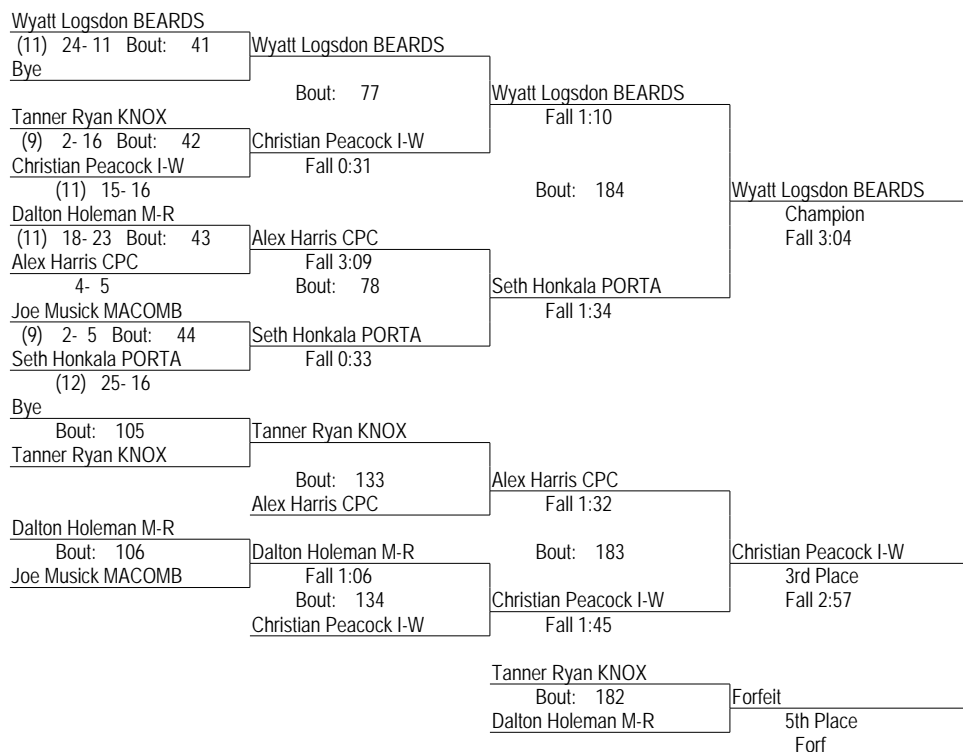 Wyatt Logsdon BEARDS
(11) 24- 11 Bout: 41
Bye
Wyatt Logsdon BEARDS
Bout: 77
Tanner Ryan KNOX
(9) 2- 16 Bout: 42
Christian Peacock I-W
(11) 15- 16
Christian Peacock I-W
Fall 0:31
Wyatt Logsdon BEARDS
Fall 1:10
Bout: 184
Dalton Holeman M-R
(11) 18- 23 Bout: 43
Alex Harris CPC
4- 5
Alex Harris CPC
Fall 3:09
Bout: 78
Joe Musick MACOMB
(9) 2- 5 Bout: 44
Seth Honkala PORTA
(12) 25- 16
Seth Honkala PORTA
Fall 0:33
Seth Honkala PORTA
Fall 1:34
Wyatt Logsdon BEARDS
Champion
Fall 3:04
Bye
Bout: 105
Tanner Ryan KNOX
Tanner Ryan KNOX
Bout: 133
Alex Harris CPC
Alex Harris CPC
Fall 1:32
Bout: 183
Dalton Holeman M-R
Bout: 106
Joe Musick MACOMB
Dalton Holeman M-R
Fall 1:06
Bout: 134
Christian Peacock I-W
Christian Peacock I-W
Fall 1:45
Christian Peacock I-W
3rd Place
Fall 2:57
Tanner Ryan KNOX
Bout: 182
Dalton Holeman M-R
Forfeit
5th Place
Forf